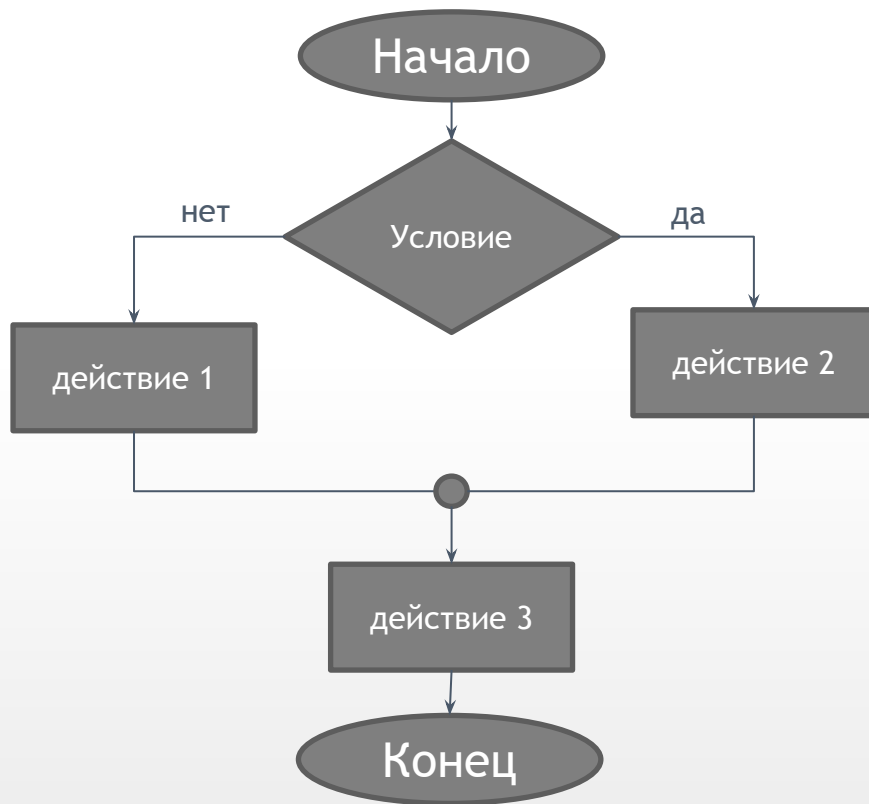 Начало
нет
да
Условие
действие 1
действие 2
действие 3
Конец